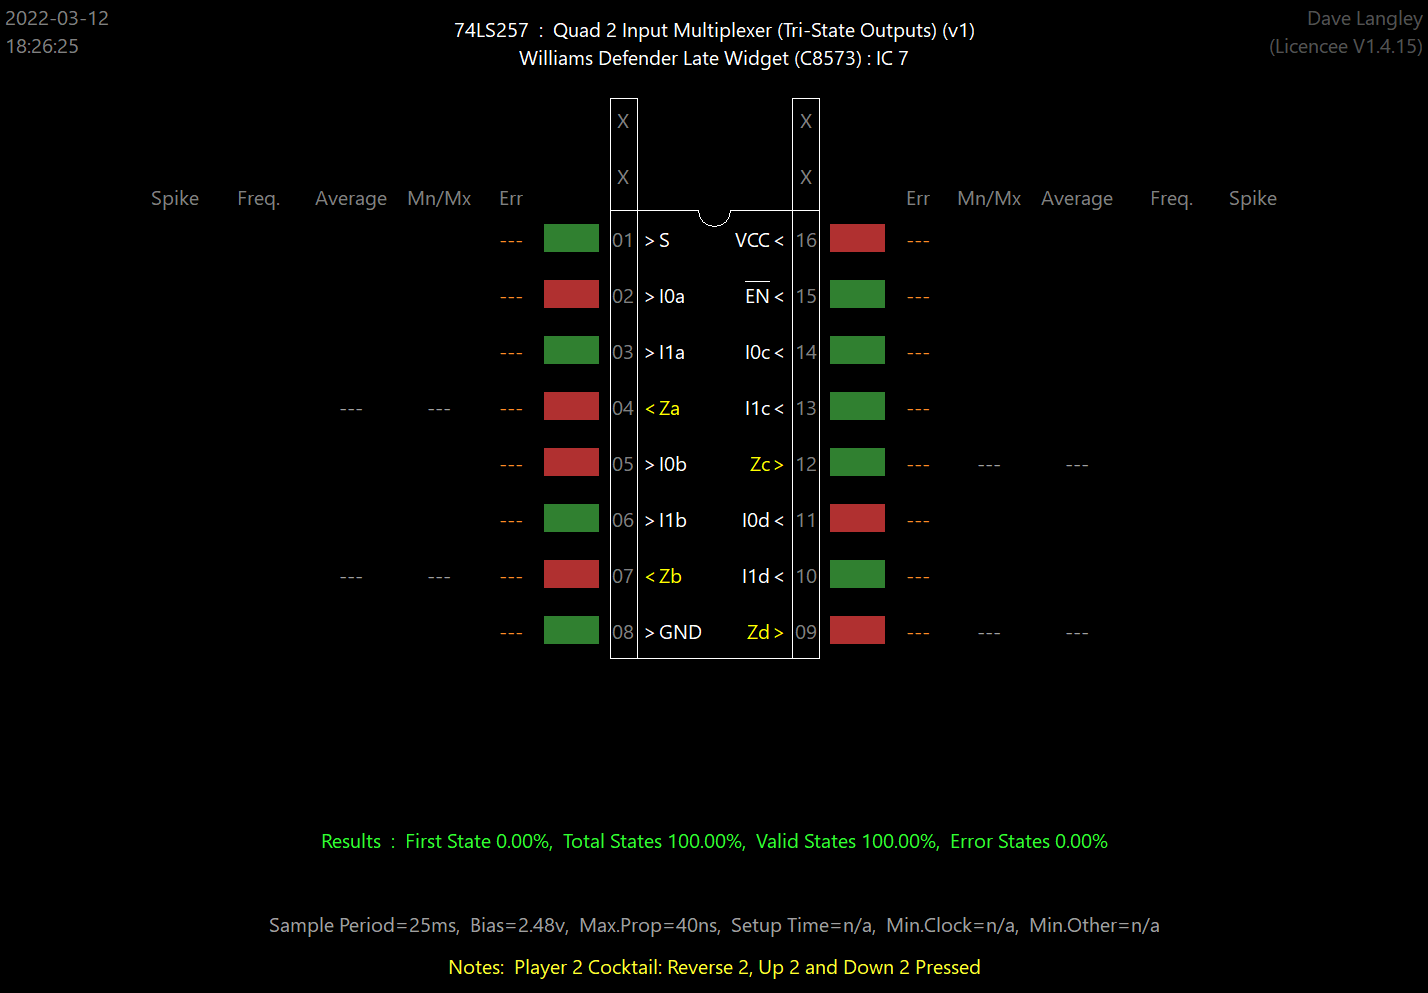 2022-03-12
18:26:25
74LS257 : Quad 2 Input Multiplexer (Tri-State Outputs) (v1)
Williams Defender Late Widget (C8573) : IC 7
Dave Langley
(Licencee V1.4.15)
X X
X X
Spike Freq. Average Mn/Mx Err Err Mn/Mx Average Freq. Spike
--- 01 > S VCC < 16 ---
--- 02 > I0a EN < 15 ---
--- 03 > I1a I0c < 14 ---
--- --- --- 04 < Za I1c < 13 ---
--- 05 > I0b Zc > 12 --- --- ---
--- 06 > I1b I0d < 11 ---
--- --- --- 07 < Zb I1d < 10 ---
--- 08 > GND Zd > 09 --- --- ---
Results : First State 0.00%, Total States 100.00%, Valid States 100.00%, Error States 0.00%
Sample Period=25ms, Bias=2.48v, Max.Prop=40ns, Setup Time=n/a, Min.Clock=n/a, Min.Other=n/a
Notes: Player 2 Cocktail: Reverse 2, Up 2 and Down 2 Pressed